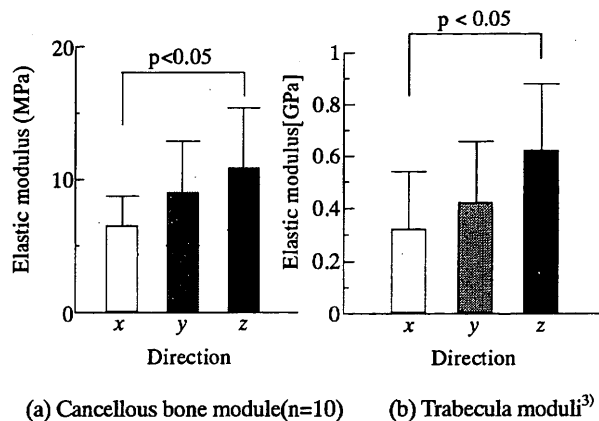 p<0.05
20
10
0
Elastic modulus (MPa)
x y z
Direction
(a) Cancellous bone module(n=10)
p < 0.05
1
0.8
0.6
0.4
0.2
0
Elastic modulus[GPa]
x y z
Direction
(b) Trabecula moduli3)